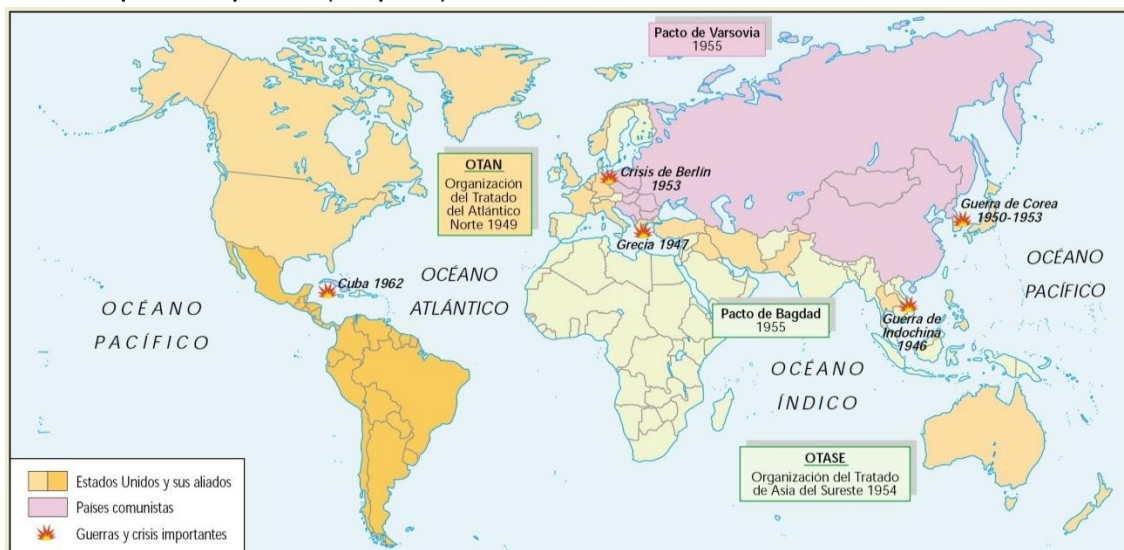 Pacto de Varsovia
1955
OTAN
Organización
del Tratado
del Atlántico
Norte 1949
Crisis de Berlín
1953
Grecia 1947
Guerra de Corea
1950-1953
Cuba 1962
OCÉANO
ATLÁNTICO
OCÉANO
PACÍFICO
OCÉANO
PACÍFICO
Pacto de Bagdad
1955
Guerra de
Indochina
1946
OCÉANO
ÍNDICO
OTASE
Organización del Tratado
de Asia del Sureste 1954
Estados Unidos y sus aliados
Países comunistas
Guerras y crisis importantes